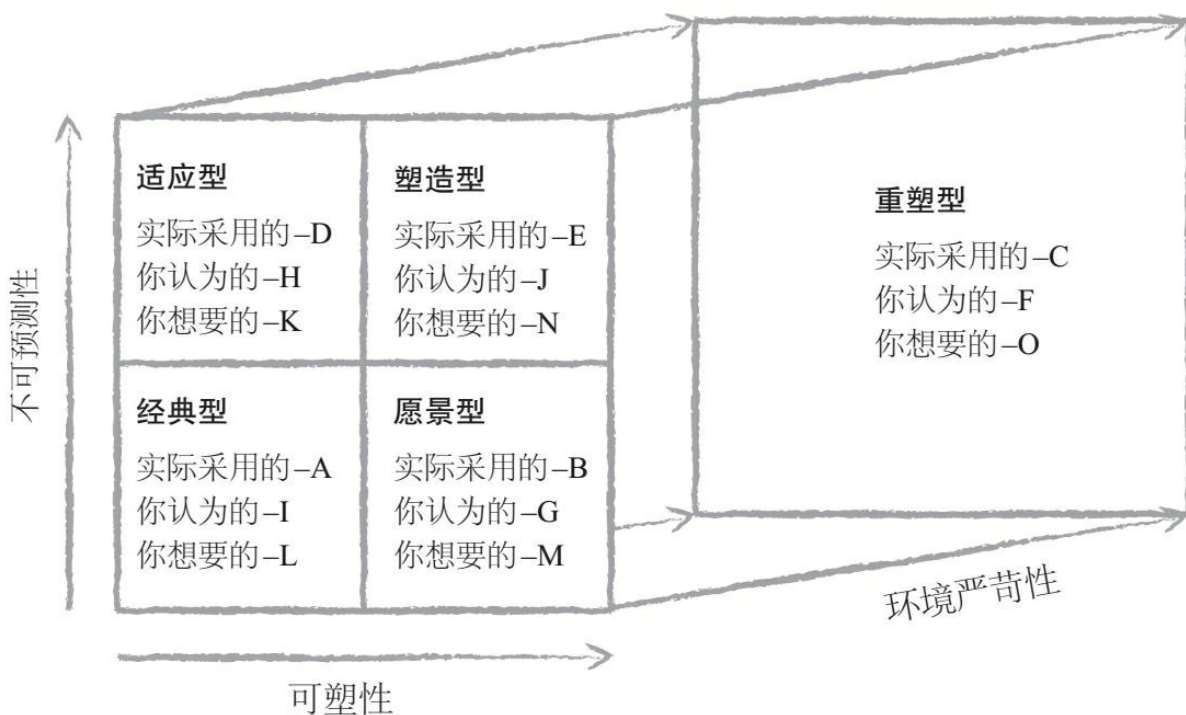 适应型
实际采用的–D
你认为的–H
你想要的–K
塑造型
实际采用的–E
你认为的–J
你想要的–N
重塑型
实际采用的–C
你认为的–F
你想要的–O
经典型
实际采用的–A
你认为的–I
你想要的–L
愿景型
实际采用的–B
你认为的–G
你想要的–M
不可预测性
可塑性
环境严苛性